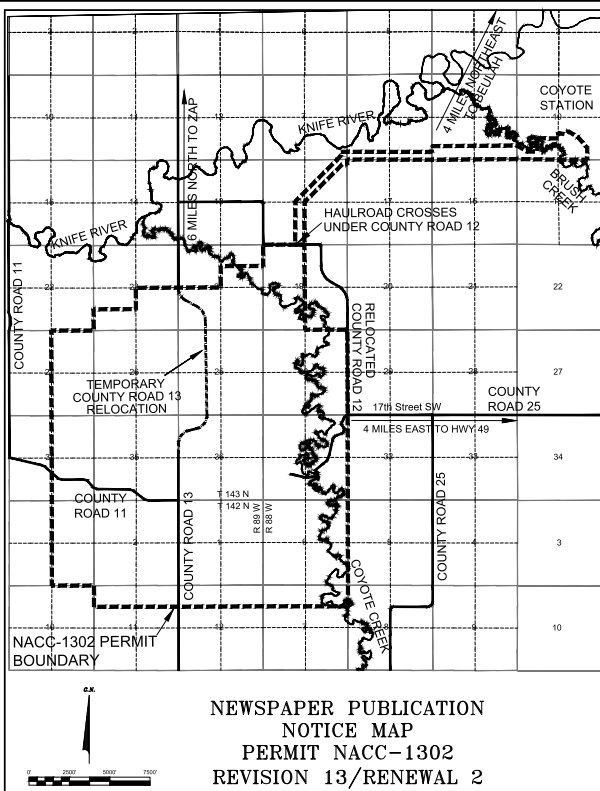 4 MILES NORTHEAST
TO BEULAH
COYOTE
STATION
KNIFE RIVER
6 MILES NORTH TO ZAP
BRUSH
CREEK
HAULROAD CROSSES
UNDER COUNTY ROAD 12
KNIFE RIVER
COUNTY ROAD 11
22
22
RELOCATED
COUNTY ROAD 12
TEMPORARY
COUNTY ROAD 13
RELOCATION
27
COUNTY
ROAD 25
17th Street SW
4 MILES EAST TO HWY 49
34
COUNTY
ROAD 11
COUNTY ROAD 13
T 143 N
T 142 N
R 89 W
R 88 W
COUNTY ROAD 25
3
COYOTE CREEK
10
NACC-1302 PERMIT
BOUNDARY
G.N.
0' 2500' 5000' 7500'
NEWSPAPER PUBLICATION
NOTICE MAP
PERMIT NACC-1302
REVISION 13/RENEWAL 2